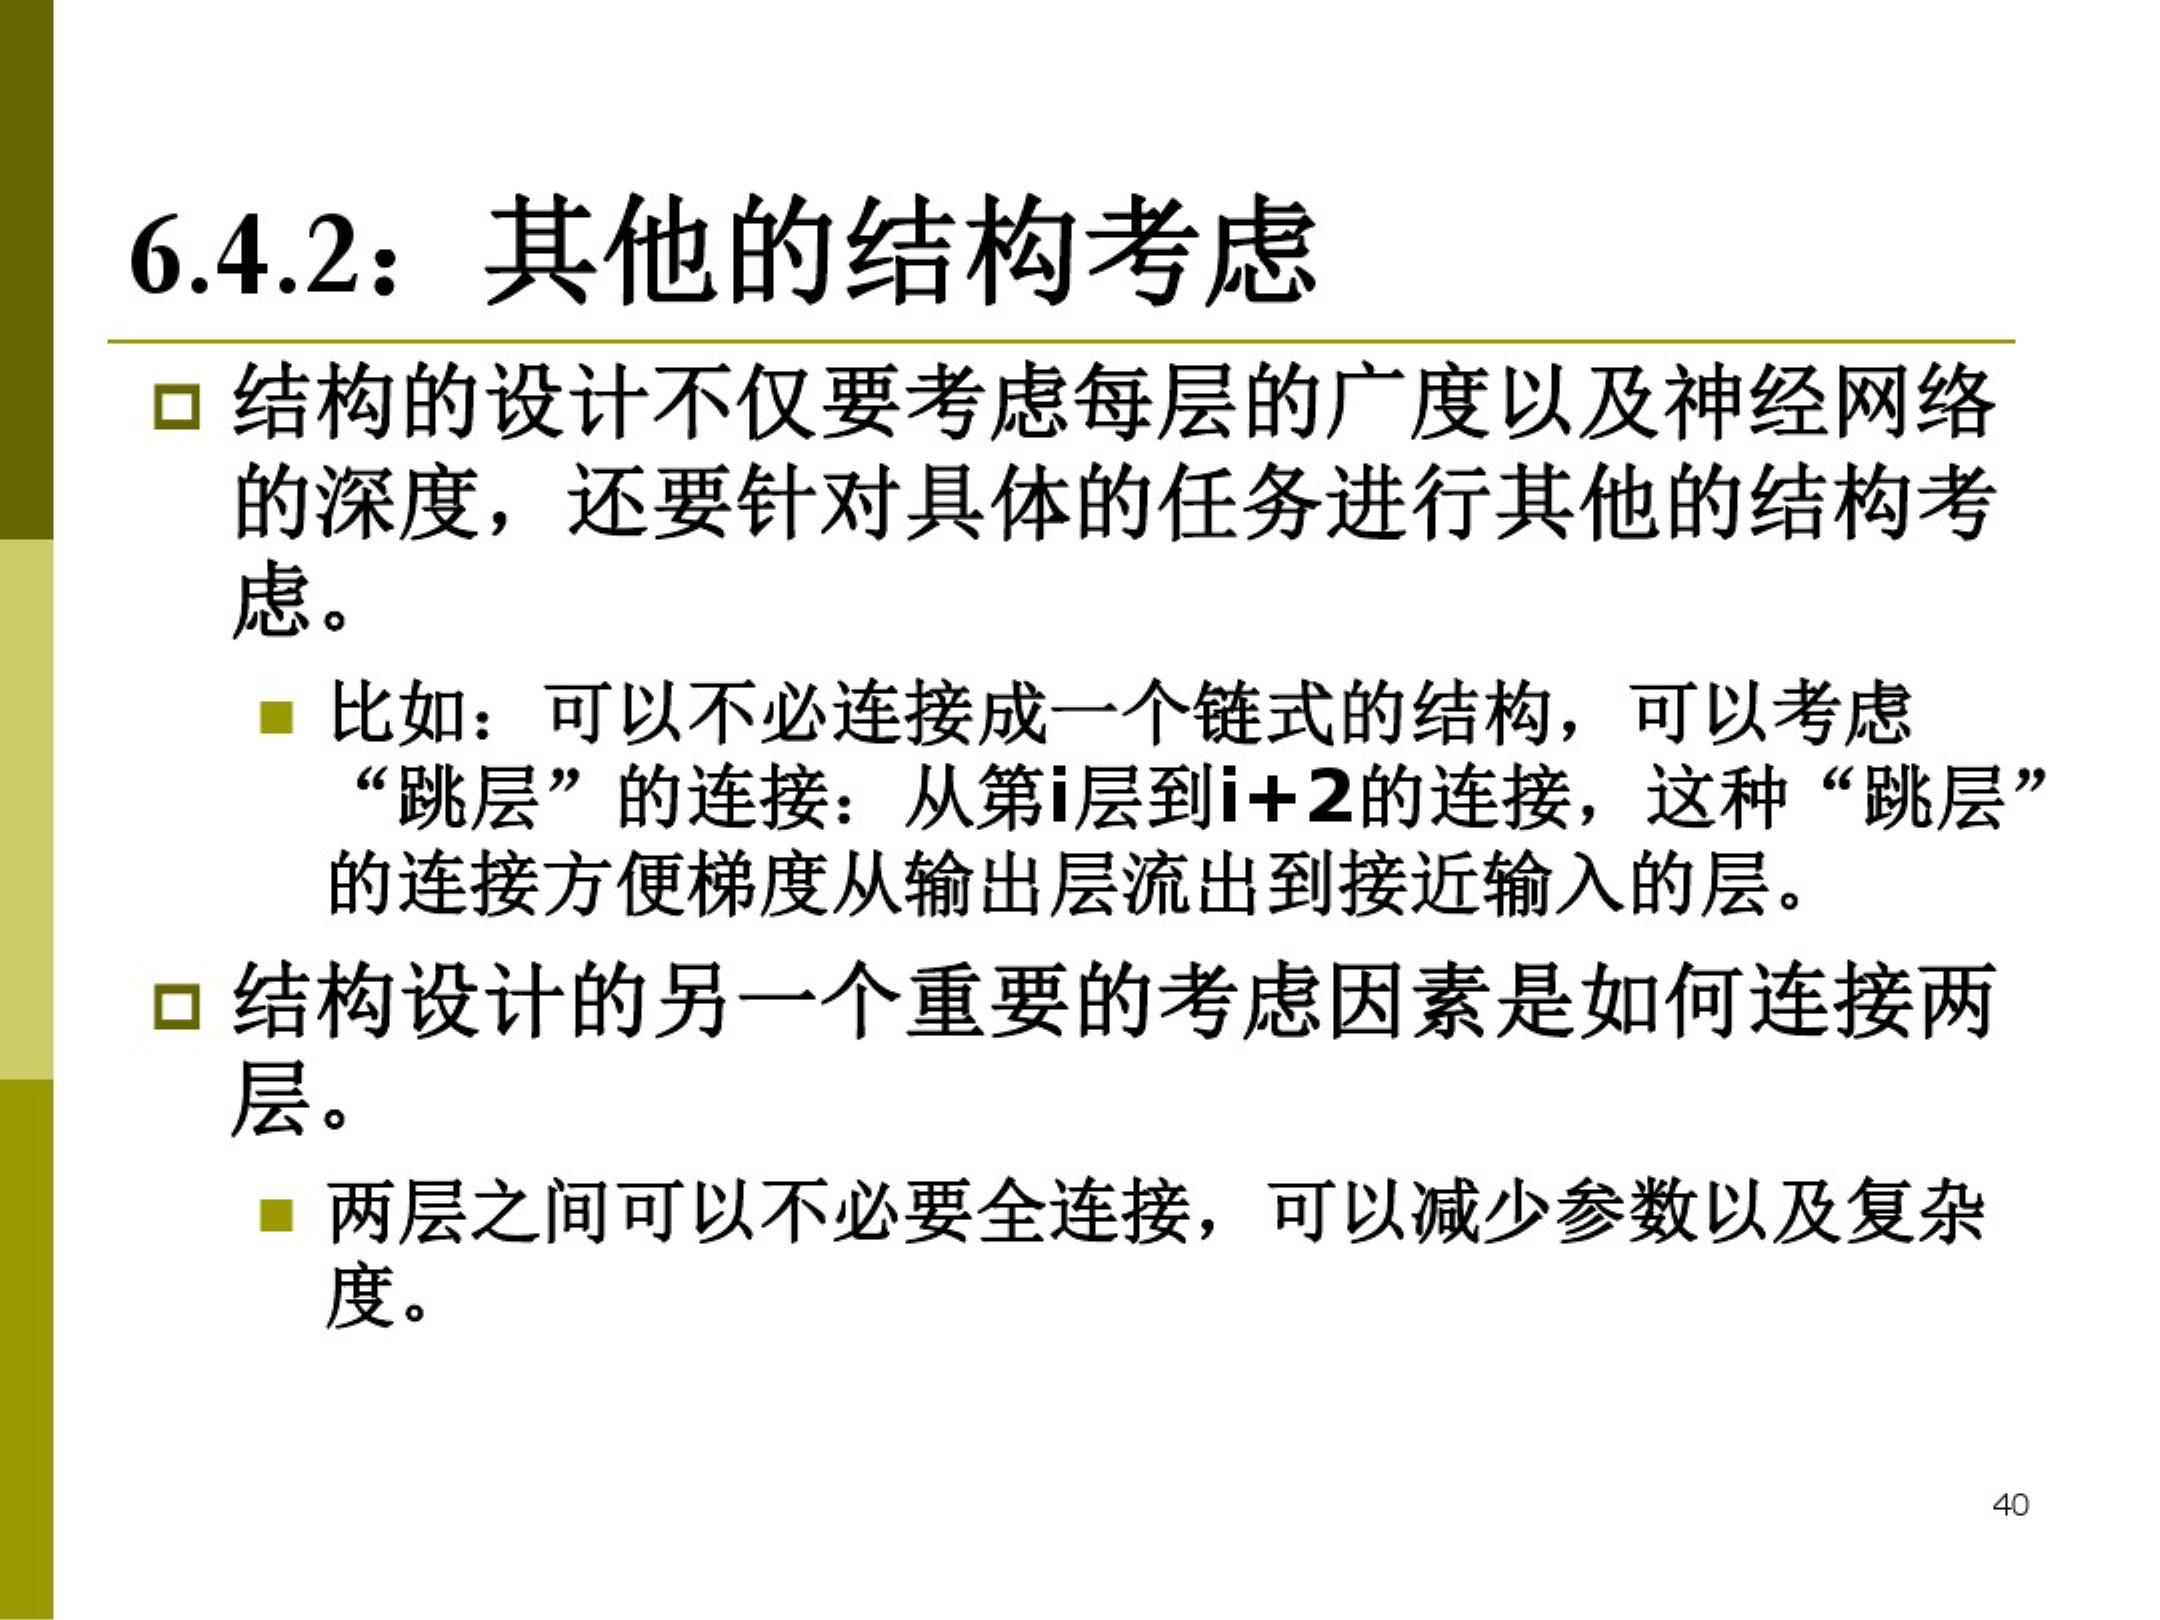 6.4.2：其他的结构考虑
结构的设计不仅要考虑每层的广度以及神经网络
的深度，还要针对具体的任务进行其他的结构考
虑。
比如：可以不必连接成一个链式的结构，可以考虑
“跳层”的连接：从第i层到i+2的连接，这种“跳层”
的连接方便梯度从输出层流出到接近输入的层。
结构设计的另一个重要的考虑因素是如何连接两
层。
两层之间可以不必要全连接，可以减少参数以及复杂
度。
40